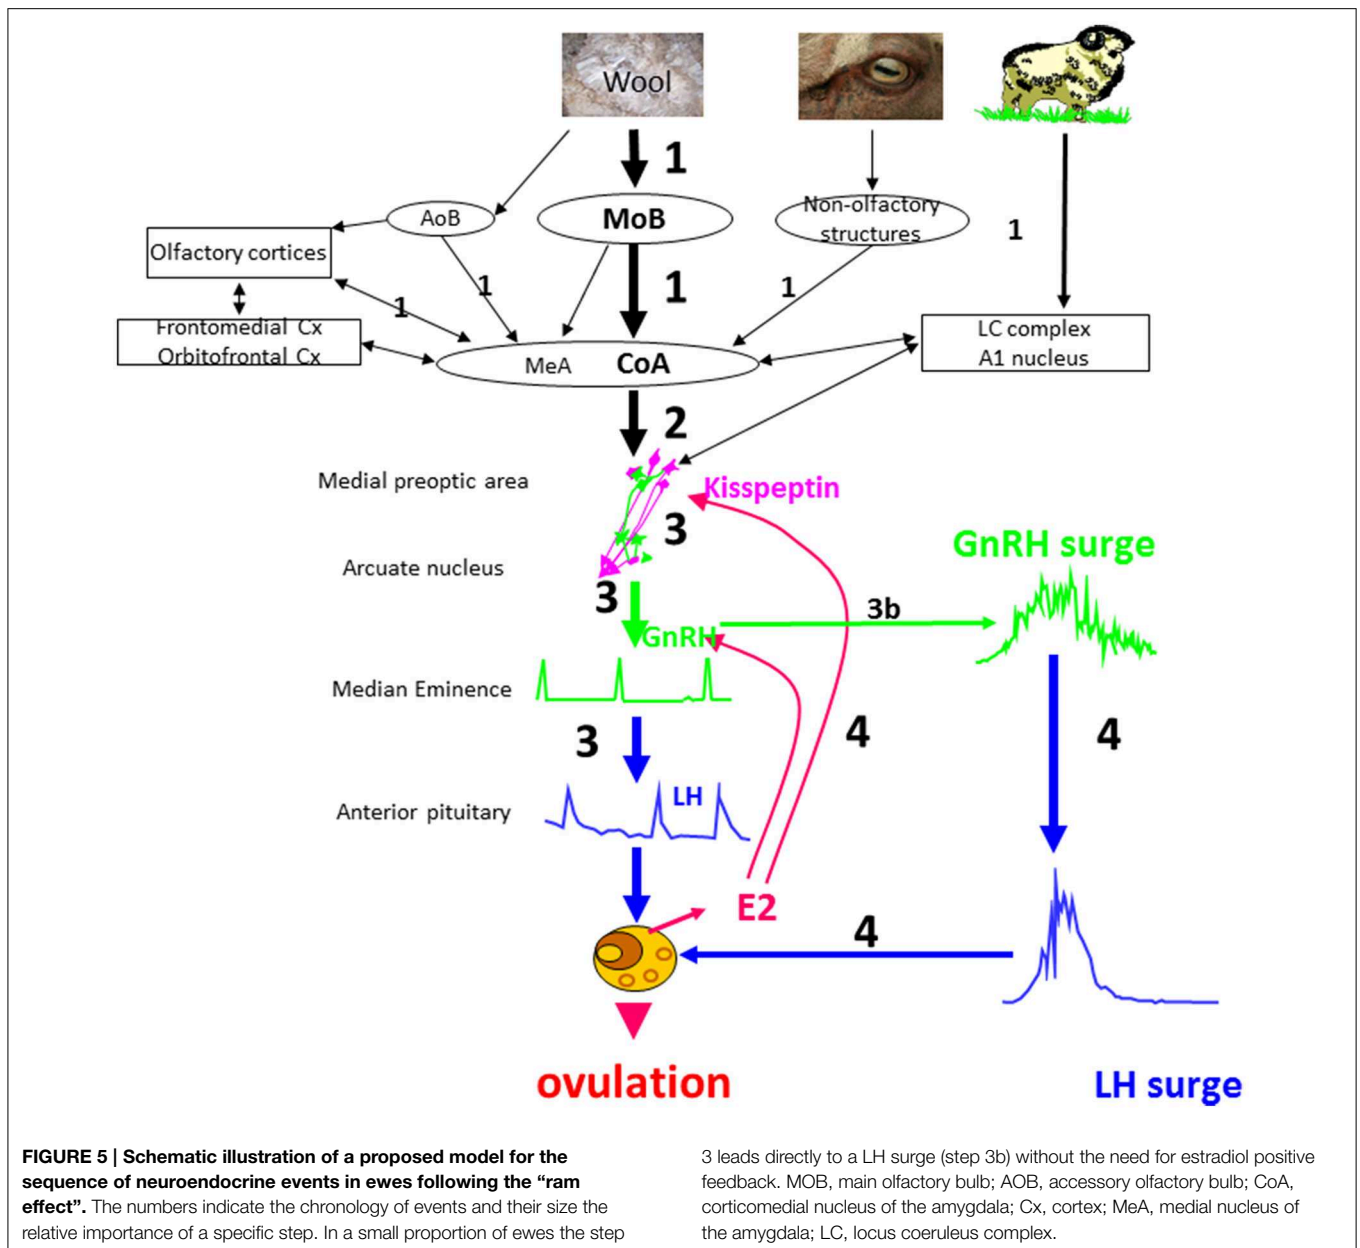 Wool
1
AoB
MoB
Non-olfactory
structures
1
Olfactory cortices
1
1
1
1
Frontomedial Cx
Orbitofrontal Cx
LC complex
A1 nucleus
MeA CoA
2
Medial preoptic area
Kisspeptin
3
GnRH surge
Arcuate nucleus
3
3b
GnRH
Median Eminence
3
4
4
LH
Anterior pituitary
E2
4
ovulation
LH surge
FIGURE 5 | Schematic illustration of a proposed model for the
sequence of neuroendocrine events in ewes following the “ram
effect”. The numbers indicate the chronology of events and their size the
relative importance of a specific step. In a small proportion of ewes the step
3 leads directly to a LH surge (step 3b) without the need for estradiol positive
feedback. MOB, main olfactory bulb; AOB, accessory olfactory bulb; CoA,
corticomedial nucleus of the amygdala; Cx, cortex; MeA, medial nucleus of
the amygdala; LC, locus coeruleus complex.